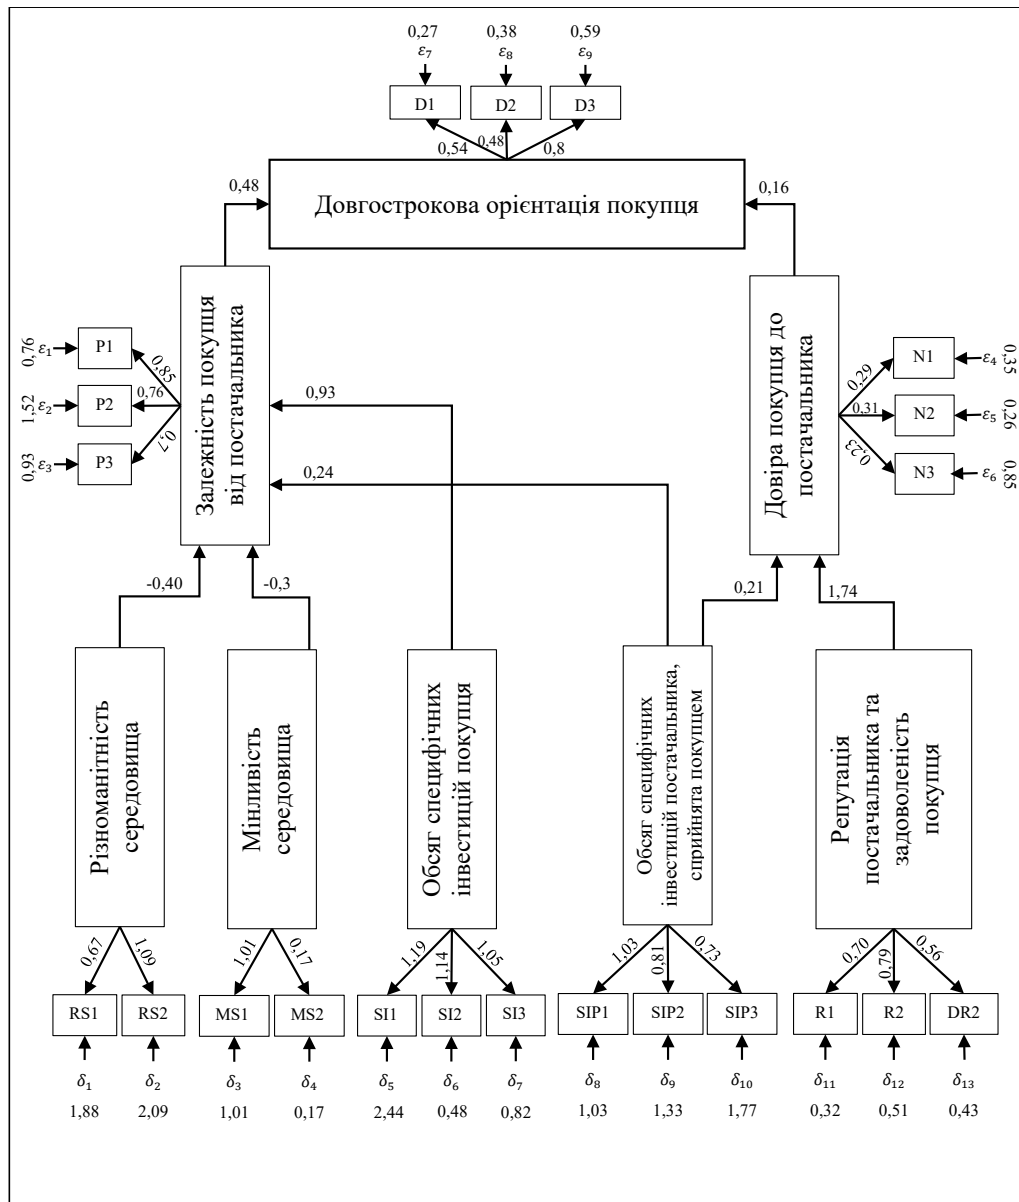 0,27 0,38 0,59
ε₇ ε₈ ε₉
D1 D2 D3
0,54 0,48 0,8
0,48
Довгострокова орієнтація покупця
0,16
0,76 ε₁ P1 0,85
1,52 ε₂ P2 0,76
0,93 ε₃ P3 0,7
Залежність покупця
від постачальника
0,93
0,24
Довіра покупця до
постачальника
0,29 N1 ε₄ 0,35
0,31 N2 ε₅ 0,26
0,23 N3 ε₆ 0,85
-0,40 -0,3 0,21 1,74
Різноманітність
середовища
Мінливість
середовища
Обсяг специфічних
інвестицій покупця
Обсяг специфічних
інвестицій постачальника,
сприйнята покупцем
Репутація
постачальника та
задоволеність
покупця
0,67 1,09 1,01 0,17 1,19 1,14 1,05 1,03 0,81 0,73 0,70 0,79 0,56
RS1 RS2 MS1 MS2 SI1 SI2 SI3 SIP1 SIP2 SIP3 R1 R2 DR2
δ₁ δ₂ δ₃ δ₄ δ₅ δ₆ δ₇ δ₈ δ₉ δ₁₀ δ₁₁ δ₁₂ δ₁₃
1,88 2,09 1,01 0,17 2,44 0,48 0,82 1,03 1,33 1,77 0,32 0,51 0,43